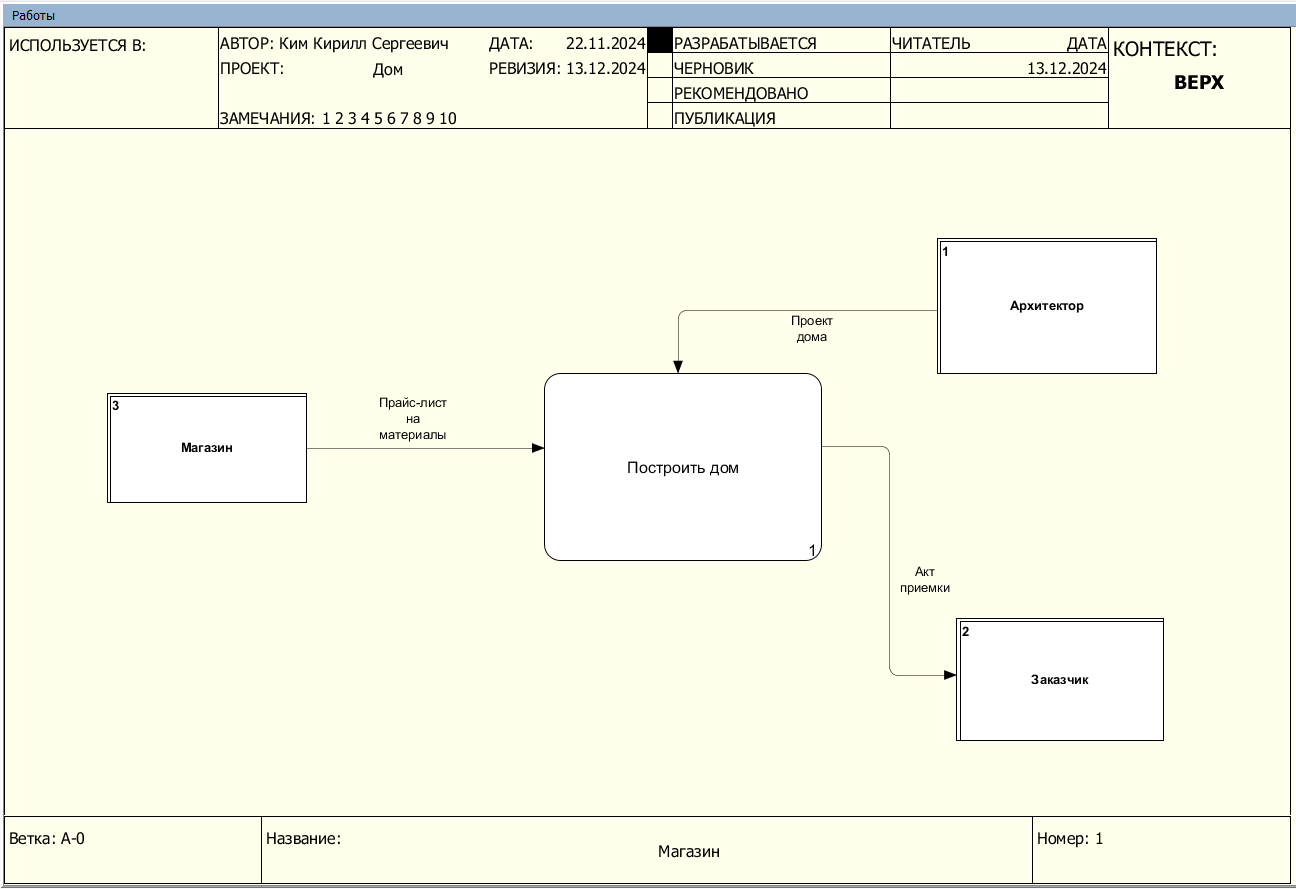 Работы
ИСПОЛЬЗУЕТСЯ В:
АВТОР: Ким Кирилл Сергеевич ДАТА: 22.11.2024
ПРОЕКТ: Дом РЕВИЗИЯ: 13.12.2024
ЗАМЕЧАНИЯ: 1 2 3 4 5 6 7 8 9 10
РАЗРАБАТЫВАЕТСЯ
ЧЕРНОВИК
РЕКОМЕНДОВАНО
ПУБЛИКАЦИЯ
ЧИТАТЕЛЬ ДАТА
13.12.2024
КОНТЕКСТ:
ВЕРХ
1
Архитектор
Проект
дома
3
Магазин
Прайс-лист
на
материалы
Построить дом
1
Акт
приемки
2
Заказчик
Ветка: A-0
Название:
Магазин
Номер: 1